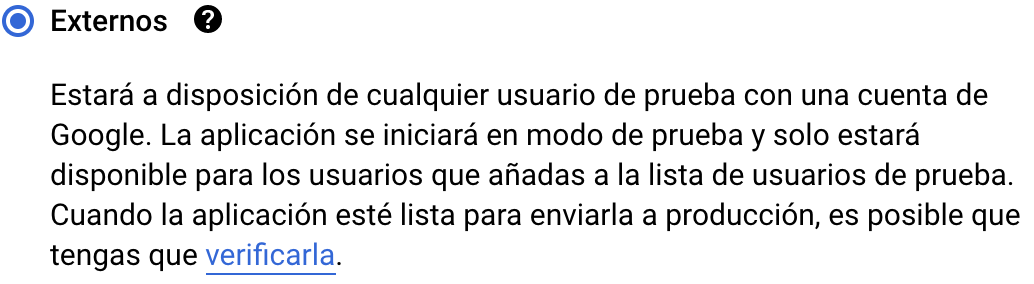 Externos ?
Estará a disposición de cualquier usuario de prueba con una cuenta de
Google. La aplicación se iniciará en modo de prueba y solo estará
disponible para los usuarios que añadas a la lista de usuarios de prueba.
Cuando la aplicación esté lista para enviarla a producción, es posible que
tengas que verificarla.